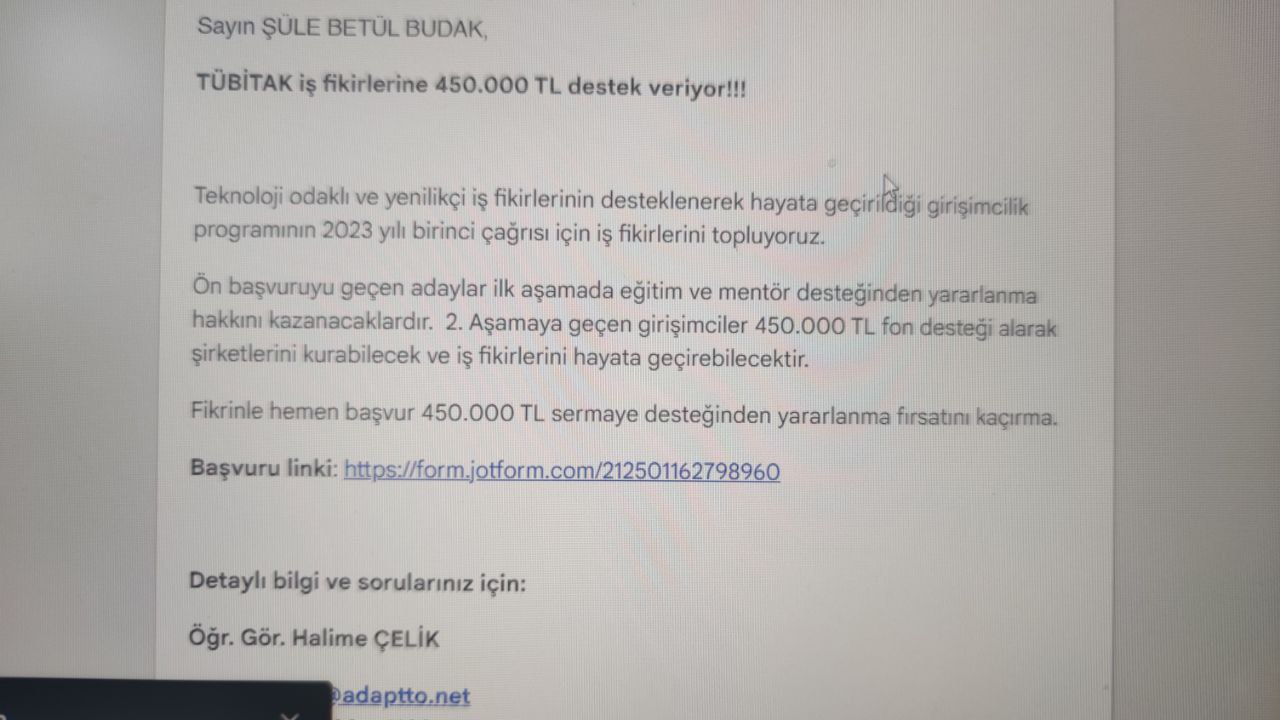 Sayın ŞÜLE BETÜL BUDAK,
TÜBİTAK iş fikirlerine 450.000 TL destek veriyor!!!
Teknoloji odaklı ve yenilikçi iş fikirlerinin desteklenerek hayata geçirildiği girişimcilik
programının 2023 yılı birinci çağrısı için iş fikirlerini topluyoruz.
Ön başvuruyu geçen adaylar ilk aşamada eğitim ve mentör desteğinden yararlanma
hakkını kazanacaklardır. 2. Aşamaya geçen girişimciler 450.000 TL fon desteği alarak
şirketlerini kurabilecek ve iş fikirlerini hayata geçirebilecektir.
Fikrinle hemen başvur 450.000 TL sermaye desteğinden yararlanma fırsatını kaçırma.
Başvuru linki: https://form.jotform.com/212501162798960
Detaylı bilgi ve sorularınız için:
Öğr. Gör. Halime ÇELİK
@adaptto.net